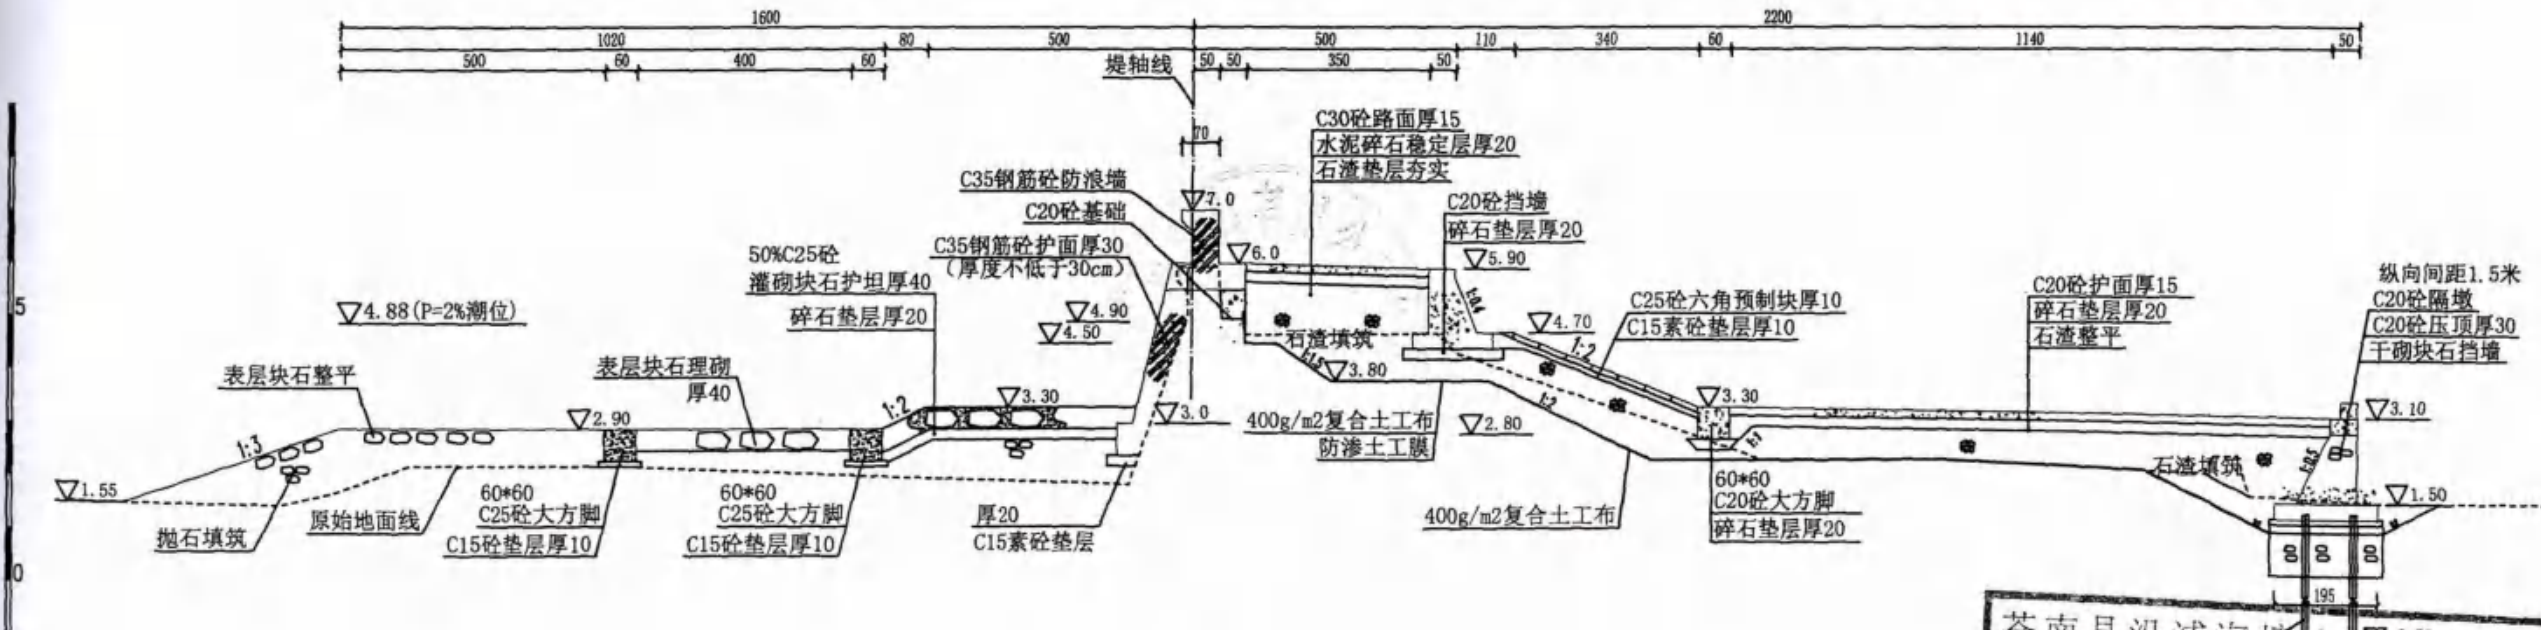 1600
2200
1020
80
500
500
110
340
60
1140
50
500
60
400
60
50
50
350
50
堤轴线
70
C30砼路面厚15
水泥碎石稳定层厚20
石渣垫层夯实
C35钢筋砼防浪墙
C20砼基础
7.0
C20砼挡墙
碎石垫层厚20
50%C25砼
灌砌块石护坦厚40
碎石垫层厚20
C35钢筋砼护面厚30
(厚度不低于30cm)
6.0
5.90
1:0.4
纵向间距1.5米
C20砼隔墩
C20砼压顶厚30
干砌块石挡墙
C20砼护面厚15
碎石垫层厚20
石渣整平
C25砼六角预制块厚10
C15素砼垫层厚10
5
4.88(P=2%潮位)
4.90
4.50
4.70
石渣填筑
1:1.5
1:2
表层块石整平
表层块石理砌
厚40
3.80
1:2
3.30
3.30
2.90
1:2
3.0
3.10
400g/m2复合土工布
防渗土工膜
2.80
1:3
1:1
1:0.5
石渣填筑
1.55
1.50
抛石填筑
原始地面线
60*60
C25砼大方脚
C15砼垫层厚10
60*60
C25砼大方脚
C15砼垫层厚10
厚20
C15素砼垫层
400g/m2复合土工布
60*60
C20砼大方脚
碎石垫层厚20
0
195